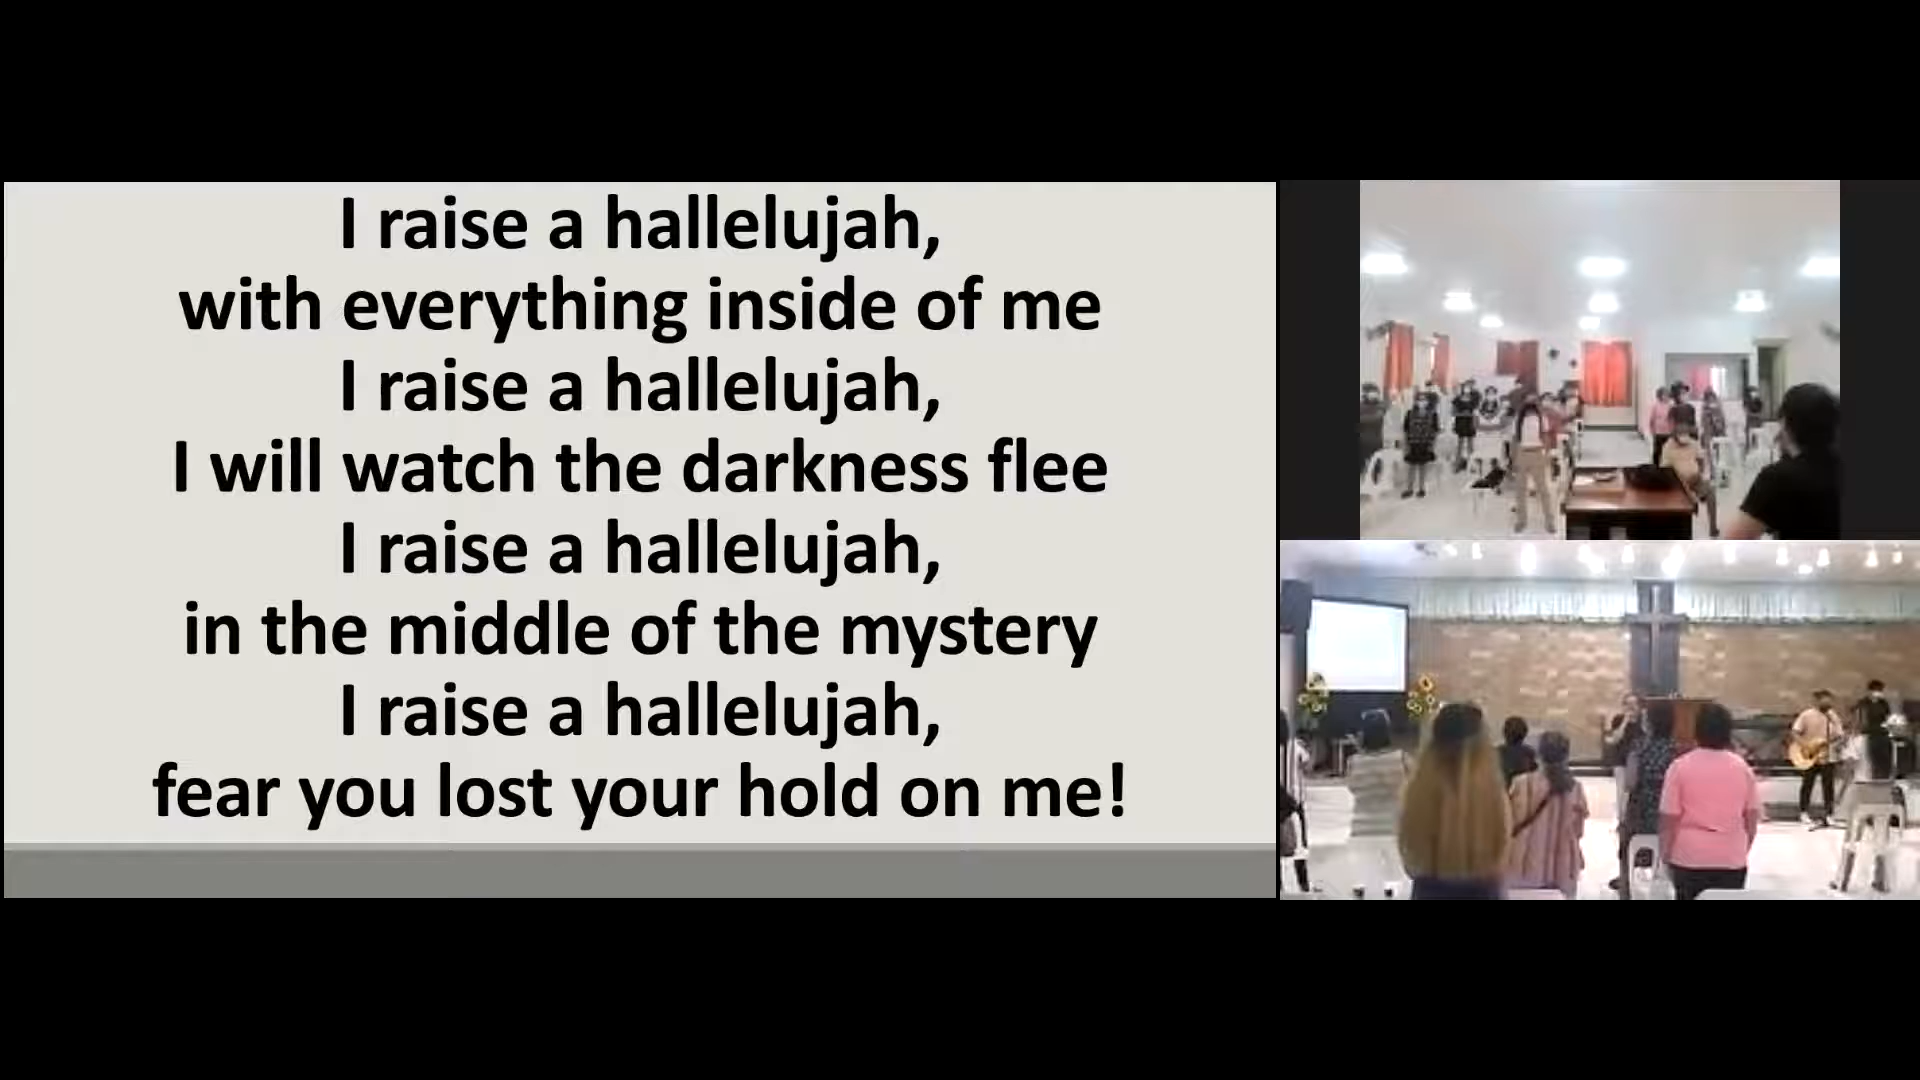 I raise a hallelujah,
with everything inside of me
I raise a hallelujah,
I will watch the darkness flee
I raise a hallelujah,
in the middle of the mystery
I raise a hallelujah,
fear you lost your hold on me!